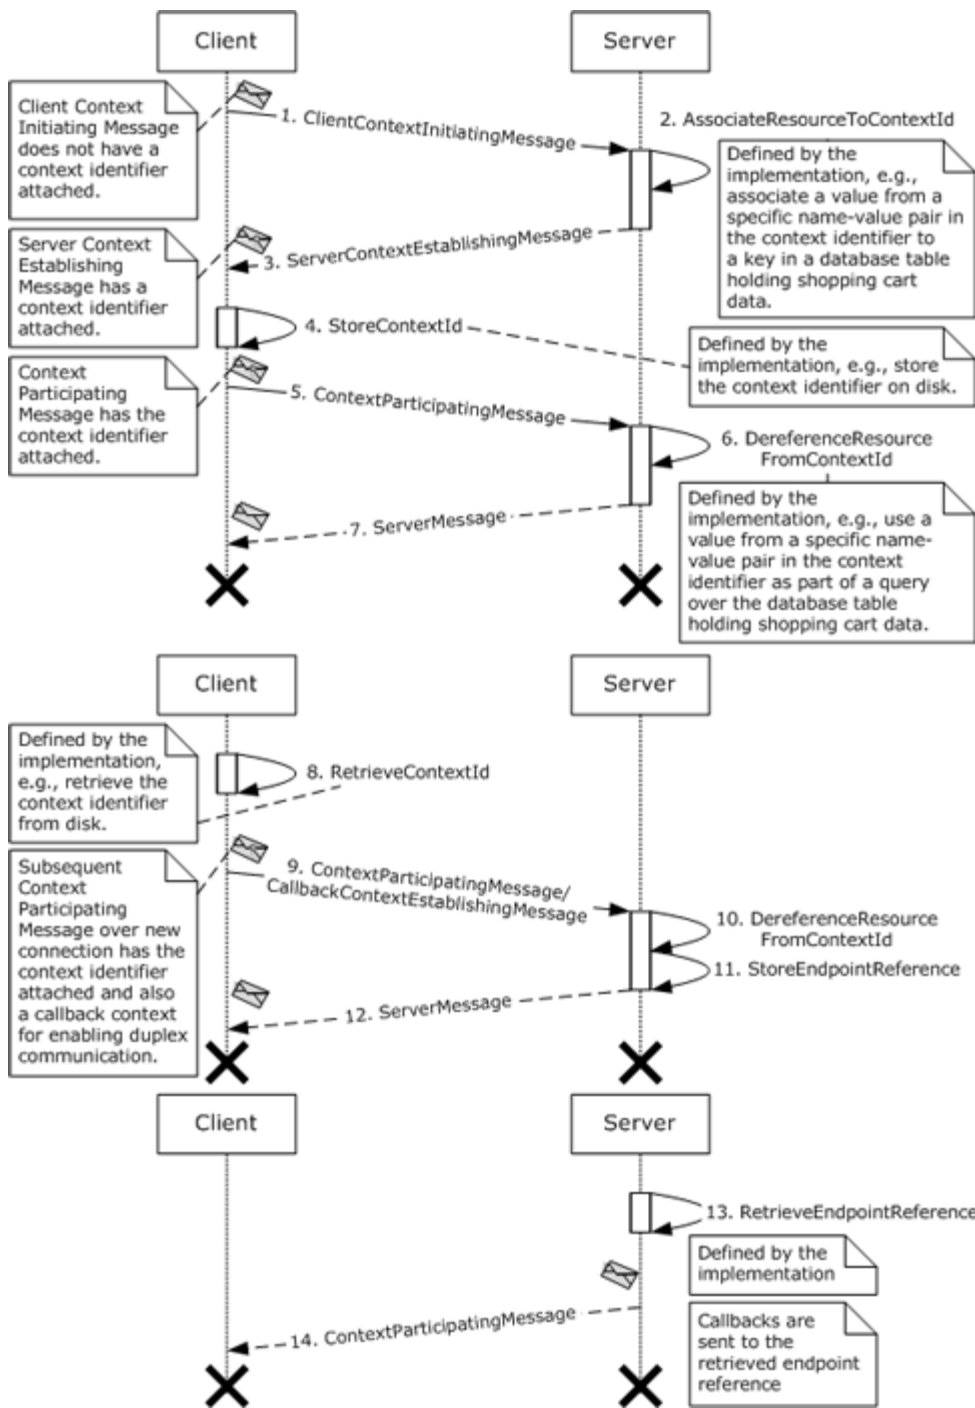 Client
Server
Client Context
Initiating Message
does not have a
context identifier
attached.
1. ClientContextInitiatingMessage
2. AssociateResourceToContextId
Defined by the
implementation, e.g.,
associate a value from a
specific name-value pair in
the context identifier to
a key in a database table
holding shopping cart
data.
Server Context
Establishing
Message has a
context identifier
attached.
3. ServerContextEstablishingMessage
4. StoreContextId
Defined by the
implementation, e.g., store
the context identifier on disk.
Context
Participating
Message has the
context identifier
attached.
5. ContextParticipatingMessage
6. DereferenceResource
FromContextId
Defined by the
implementation, e.g., use a
value from a specific name-
value pair in the context
identifier as part of a query
over the database table
holding shopping cart data.
7. ServerMessage
Client
Server
Defined by the
implementation,
e.g., retrieve the
context identifier
from disk.
8. RetrieveContextId
Subsequent
Context
Participating
Message over new
connection has the
context identifier
attached and also
a callback context
for enabling duplex
communication.
9. ContextParticipatingMessage/
CallbackContextEstablishingMessage
10. DereferenceResource
FromContextId
11. StoreEndpointReference
12. ServerMessage
Client
Server
13. RetrieveEndpointReference
Defined by the
implementation
14. ContextParticipatingMessage
Callbacks are
sent to the
retrieved endpoint
reference